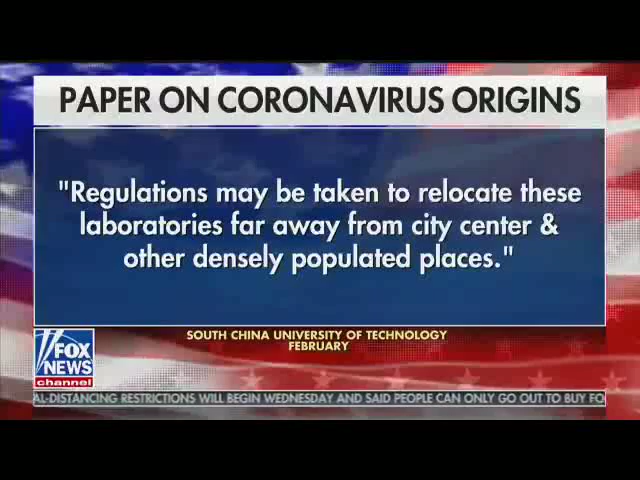 PAPER ON CORONAVIRUS ORIGINS
"Regulations may be taken to relocate these
laboratories far away from city center &
other densely populated places."
SOUTH CHINA UNIVERSITY OF TECHNOLOGY
FEBRUARY
FOX
NEWS
channel
AL-DISTANCING RESTRICTIONS WILL BEGIN WEDNESDAY AND SAID PEOPLE CAN ONLY GO OUT TO BUY FO